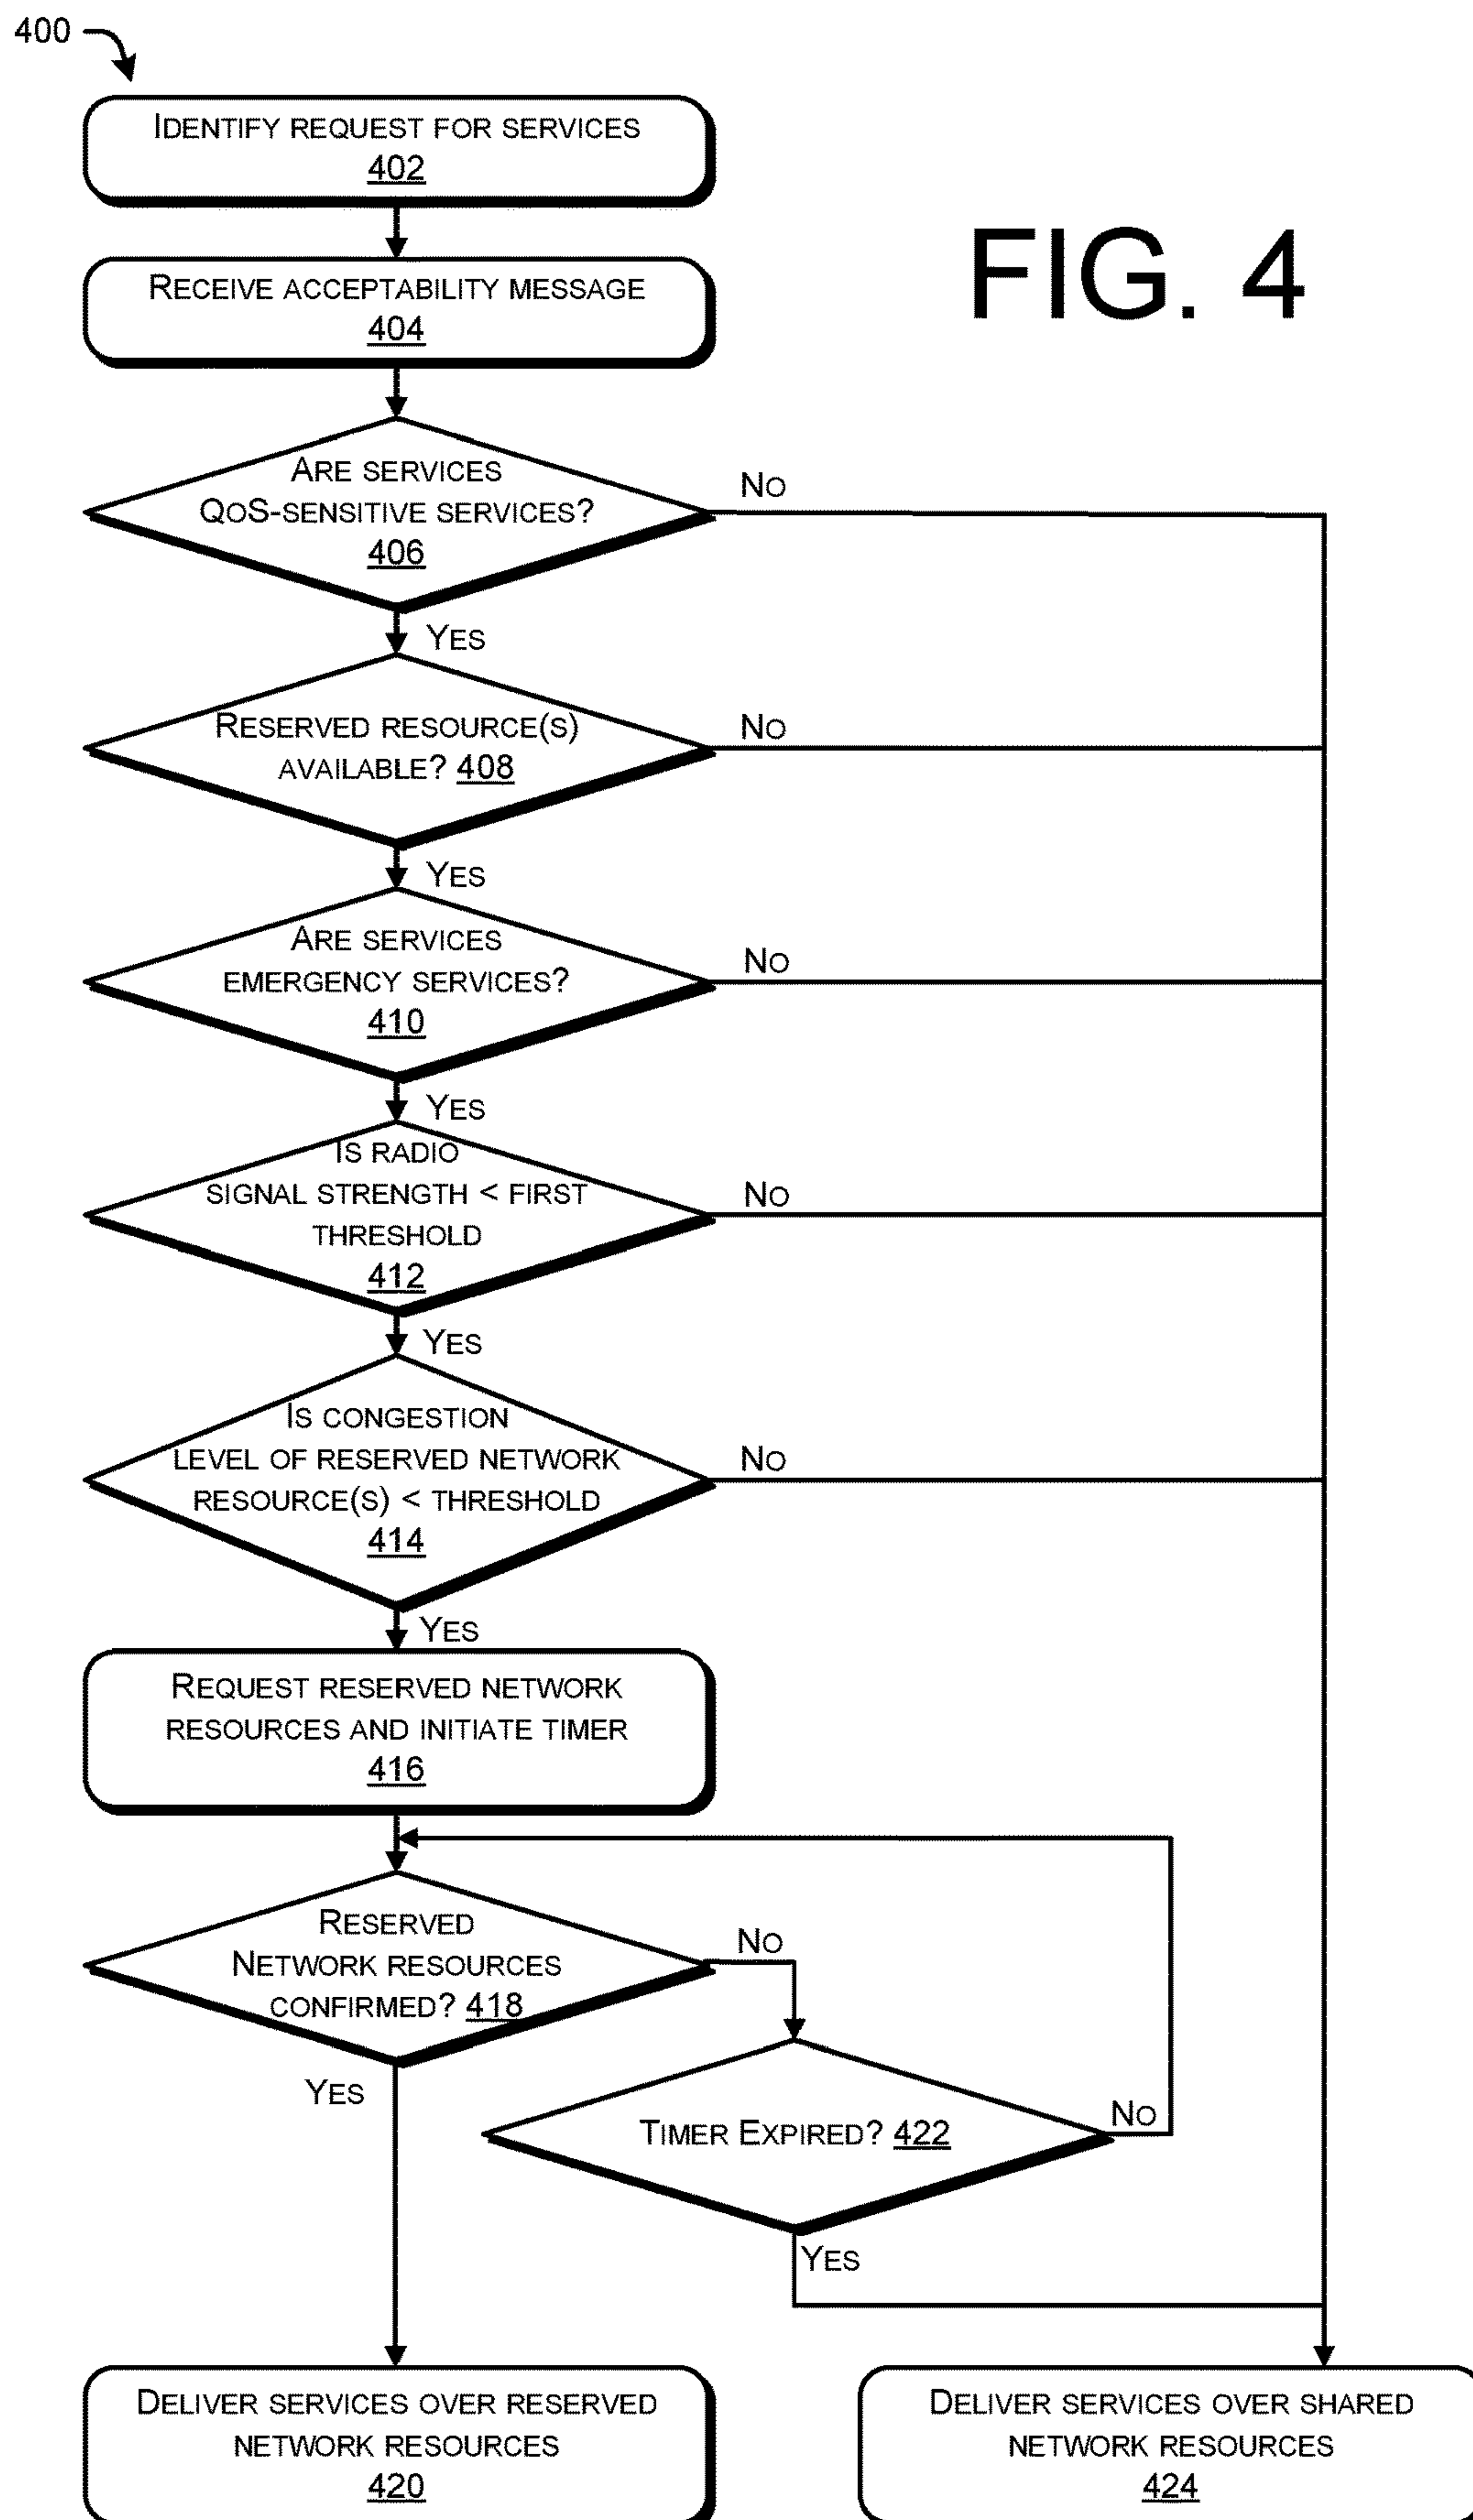 400
IDENTIFY REQUEST FOR SERVICES
402
FIG. 4
RECEIVE ACCEPTABILITY MESSAGE
404
ARE SERVICES
QOS-SENSITIVE SERVICES?
406
NO
YES
RESERVED RESOURCE(S)
AVAILABLE? 408
NO
YES
ARE SERVICES
EMERGENCY SERVICES?
410
NO
YES
IS RADIO
SIGNAL STRENGTH < FIRST
THRESHOLD
412
NO
YES
IS CONGESTION
LEVEL OF RESERVED NETWORK
RESOURCE(S) < THRESHOLD
414
NO
YES
REQUEST RESERVED NETWORK
RESOURCES AND INITIATE TIMER
416
RESERVED
NETWORK RESOURCES
CONFIRMED? 418
NO
YES
TIMER EXPIRED? 422
NO
YES
DELIVER SERVICES OVER RESERVED
NETWORK RESOURCES
420
DELIVER SERVICES OVER SHARED
NETWORK RESOURCES
424